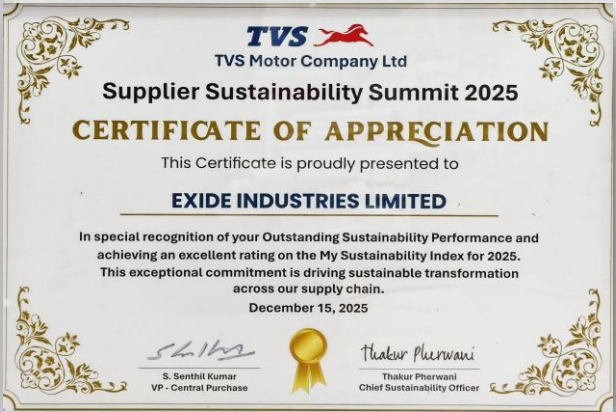 TVS
TVS Motor Company Ltd
Supplier Sustainability Summit 2025
CERTIFICATE OF APPRECIATION
This Certificate is proudly presented to
EXIDE INDUSTRIES LIMITED
In special recognition of your Outstanding Sustainability Performance and
achieving an excellent rating on the My Sustainability Index for 2025.
This exceptional commitment is driving sustainable transformation
across our supply chain.
December 15, 2025
Thakur Pherwani
S. Senthil Kumar
VP - Central Purchase
Thakur Pherwani
Chief Sustainability Officer